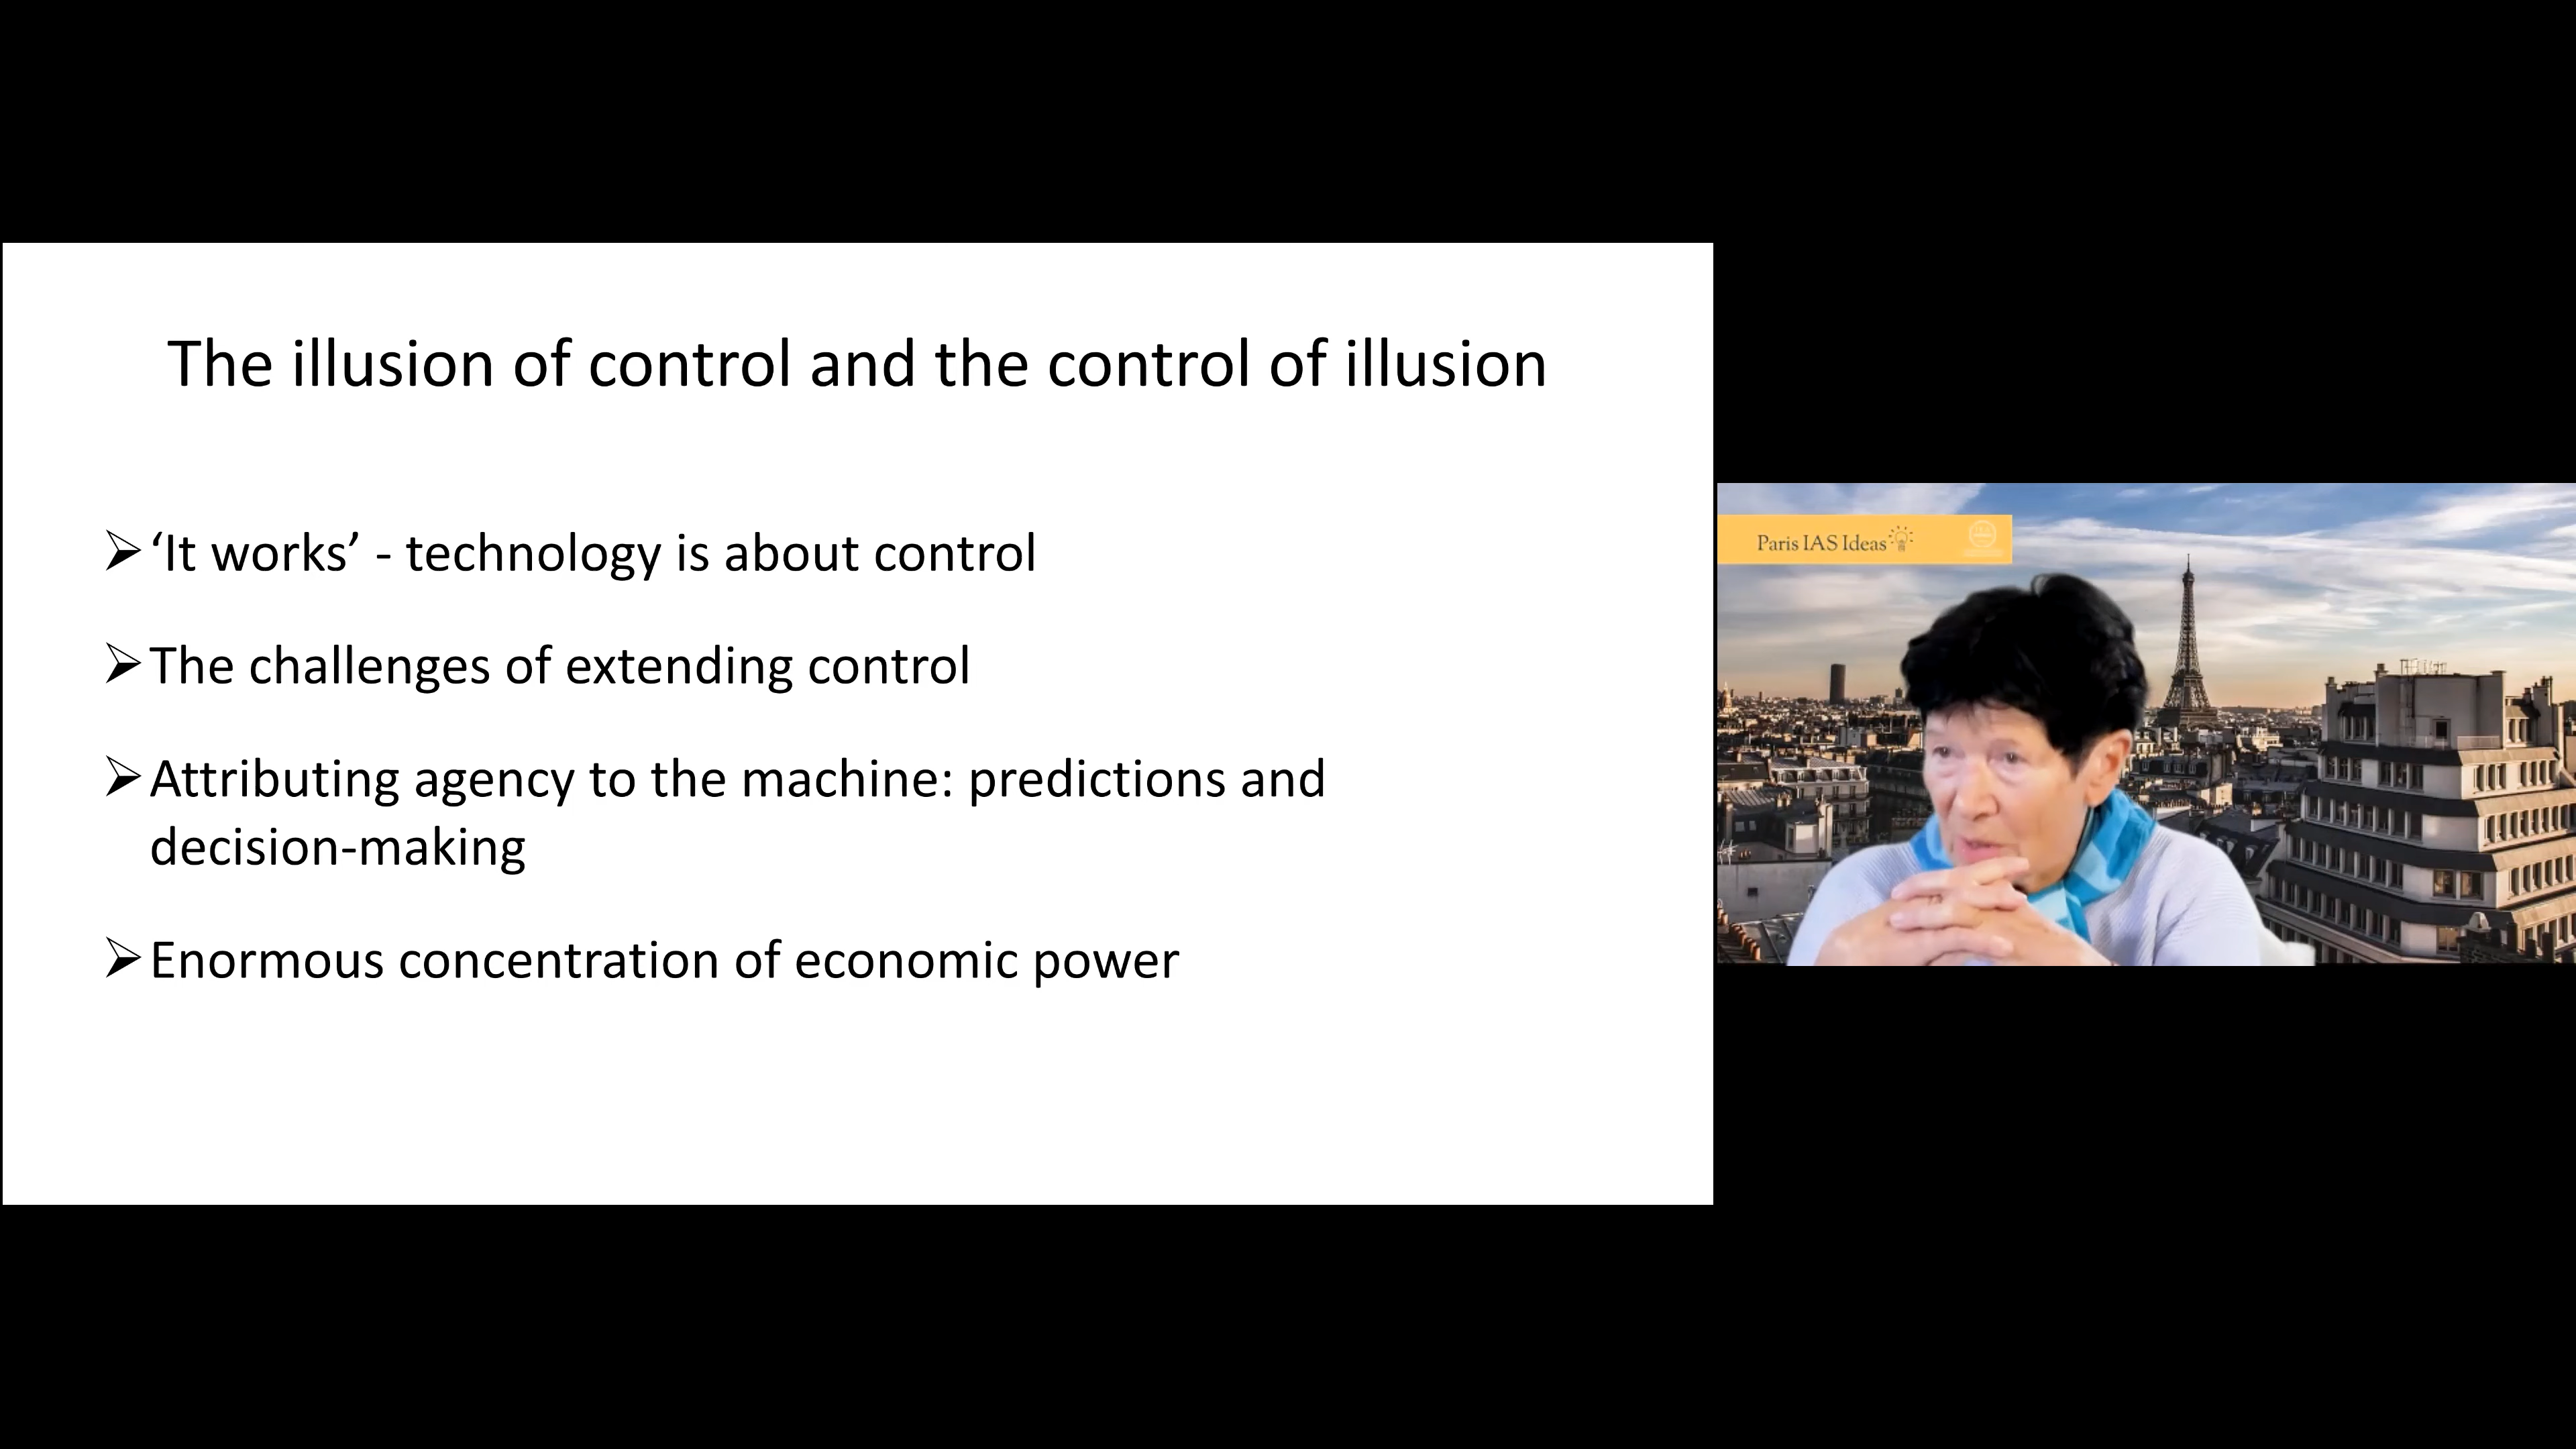 The illusion of control and the control of illusion
‘It works’ - technology is about control
The challenges of extending control
Attributing agency to the machine: predictions and
decision-making
Enormous concentration of economic power
Paris IAS Ideas